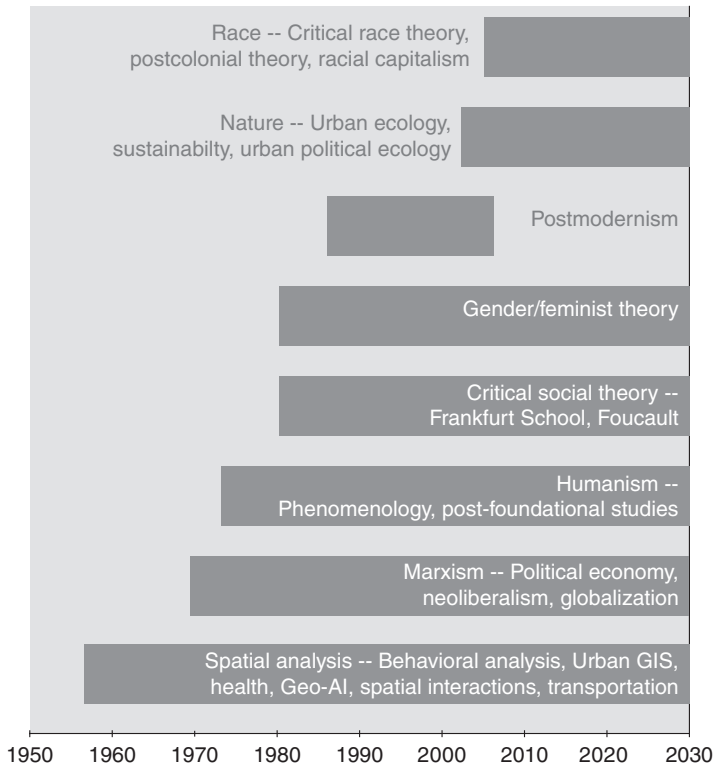 Race -- Critical race theory,
postcolonial theory, racial capitalism
Nature -- Urban ecology,
sustainabilty, urban political ecology
Postmodernism
Gender/feminist theory
Critical social theory --
Frankfurt School, Foucault
Humanism --
Phenomenology, post-foundational studies
Marxism -- Political economy,
neoliberalism, globalization
Spatial analysis -- Behavioral analysis, Urban GIS,
health, Geo-AI, spatial interactions, transportation
1950 1960 1970 1980 1990 2000 2010 2020 2030